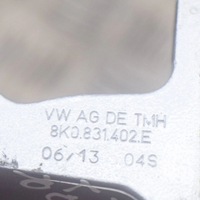 VW AG DE TMH
8K0.831.402.E
06/13 04S